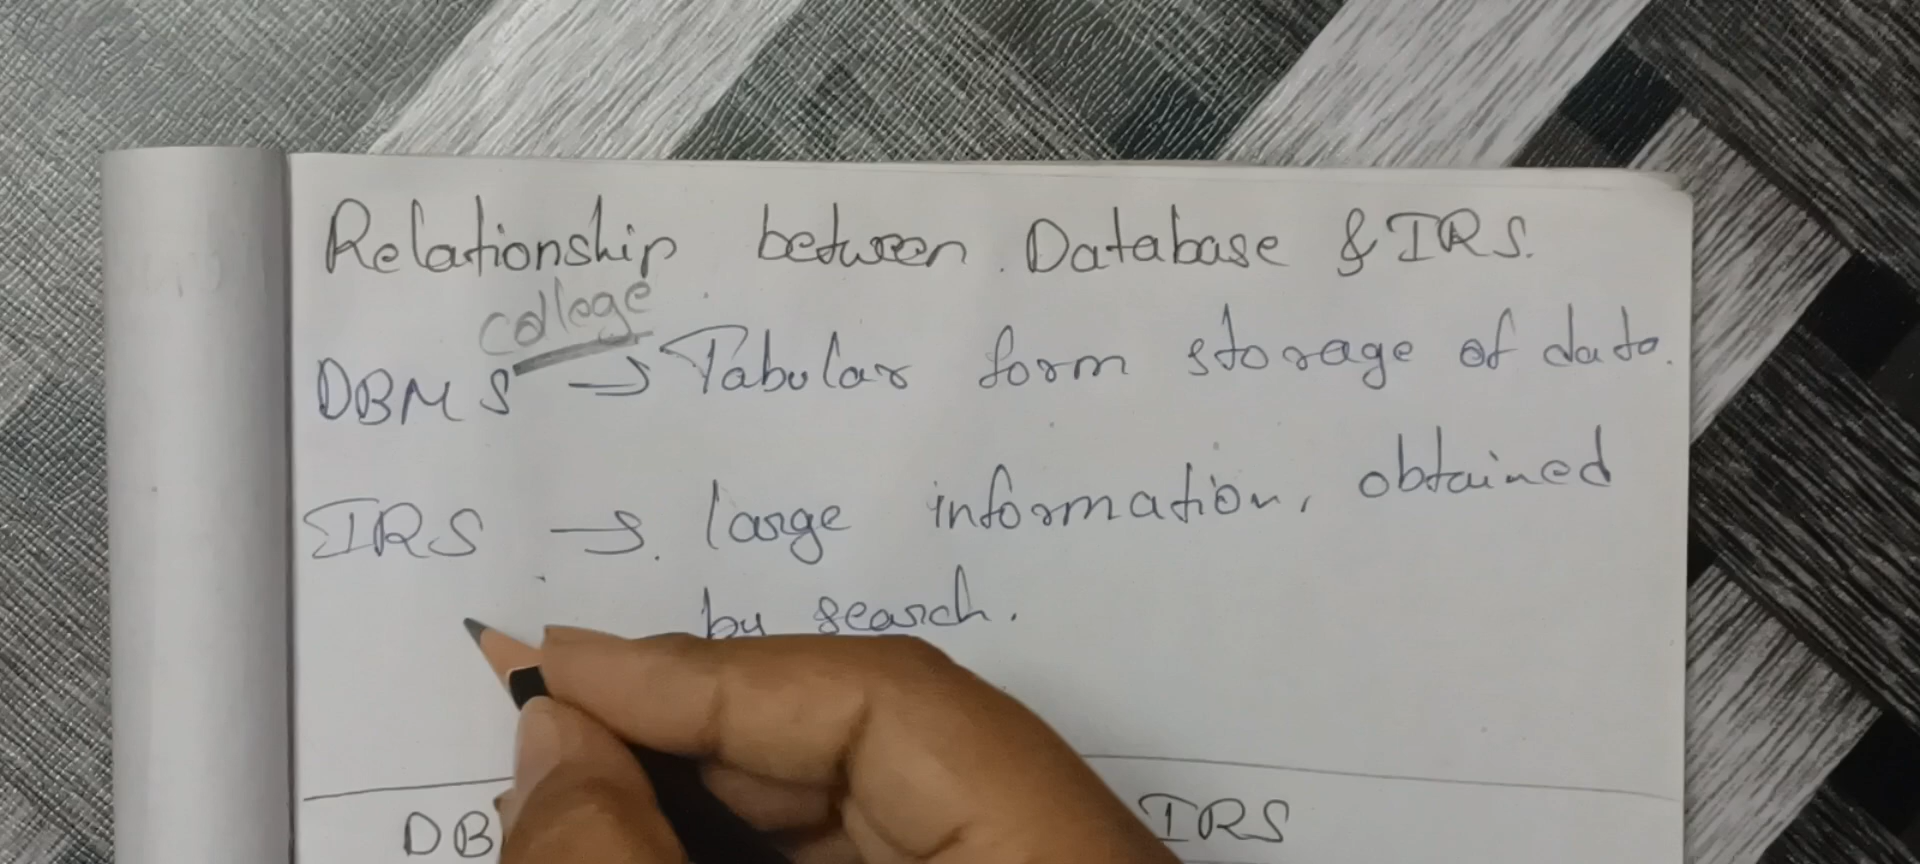 Relationship between Database & IRS.
college
DBMS → Tabular form storage of data.
IRS → large information, obtained
by search.
DB
IRS